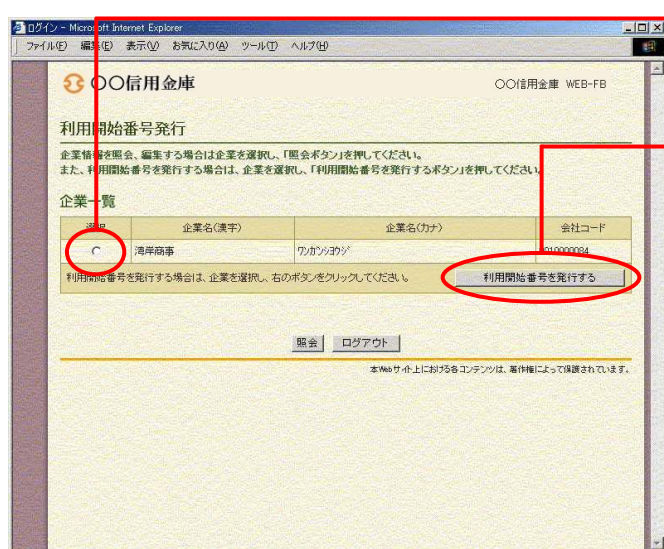 ログイン - Microsoft Internet Explorer
ファイル(F) 編集(E) 表示(V) お気に入り(A) ツール(T) ヘルプ(H)
〇〇信用金庫
〇〇信用金庫 WEB-FB
利用開始番号発行
企業情報を照会、編集する場合は企業を選択し、「照会ボタン」を押してください。
また、利用開始番号を発行する場合は、企業を選択し、「利用開始番号を発行するボタン」を押してください。
企業一覧
選択 企業名(漢字) 企業名(カナ) 会社コード
湾岸商事 ワンガンショウジ
利用開始番号を発行する場合は、企業を選択し、右のボタンをクリックしてください。 利用開始番号を発行する
照会 ログアウト
本Webサイト上における各コンテンツは、著作権によって保護されています。